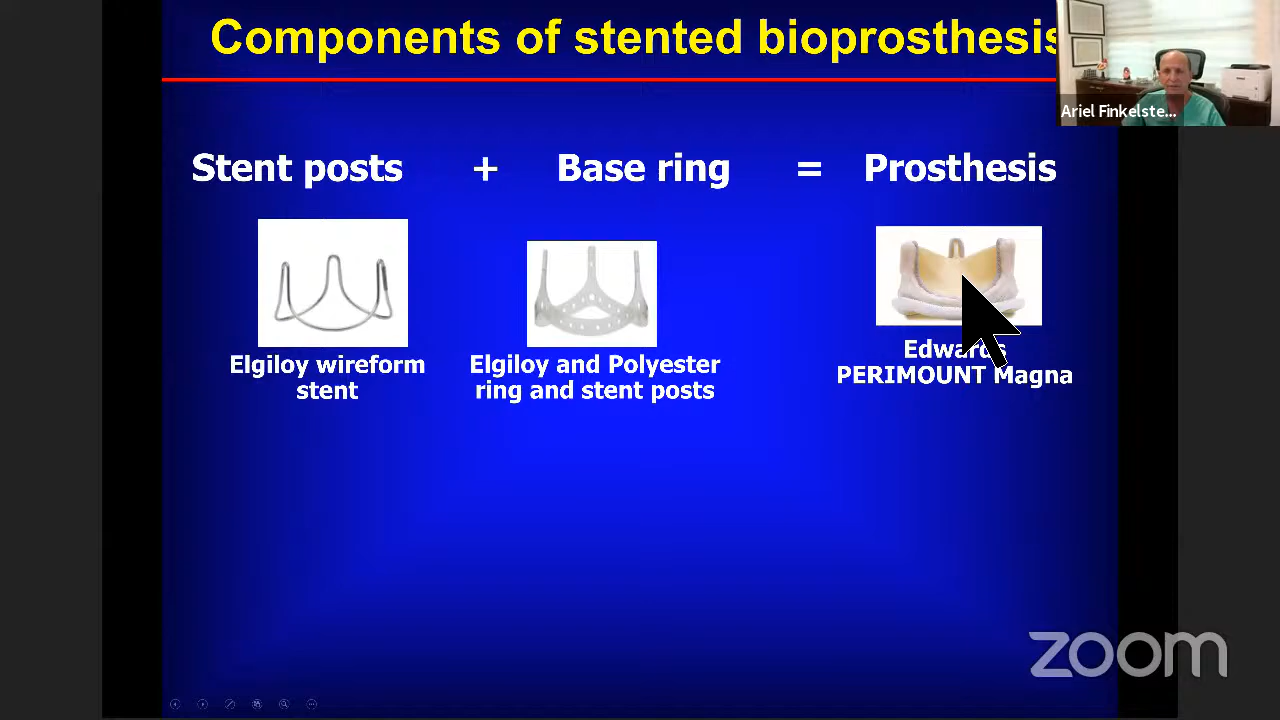 Components of stented bioprosthesis
Ariel Finkelste...
Stent posts + Base ring = Prosthesis
Elgiloy wireform
stent
Elgiloy and Polyester
ring and stent posts
Edwards
PERIMOUNT Magna
zoom